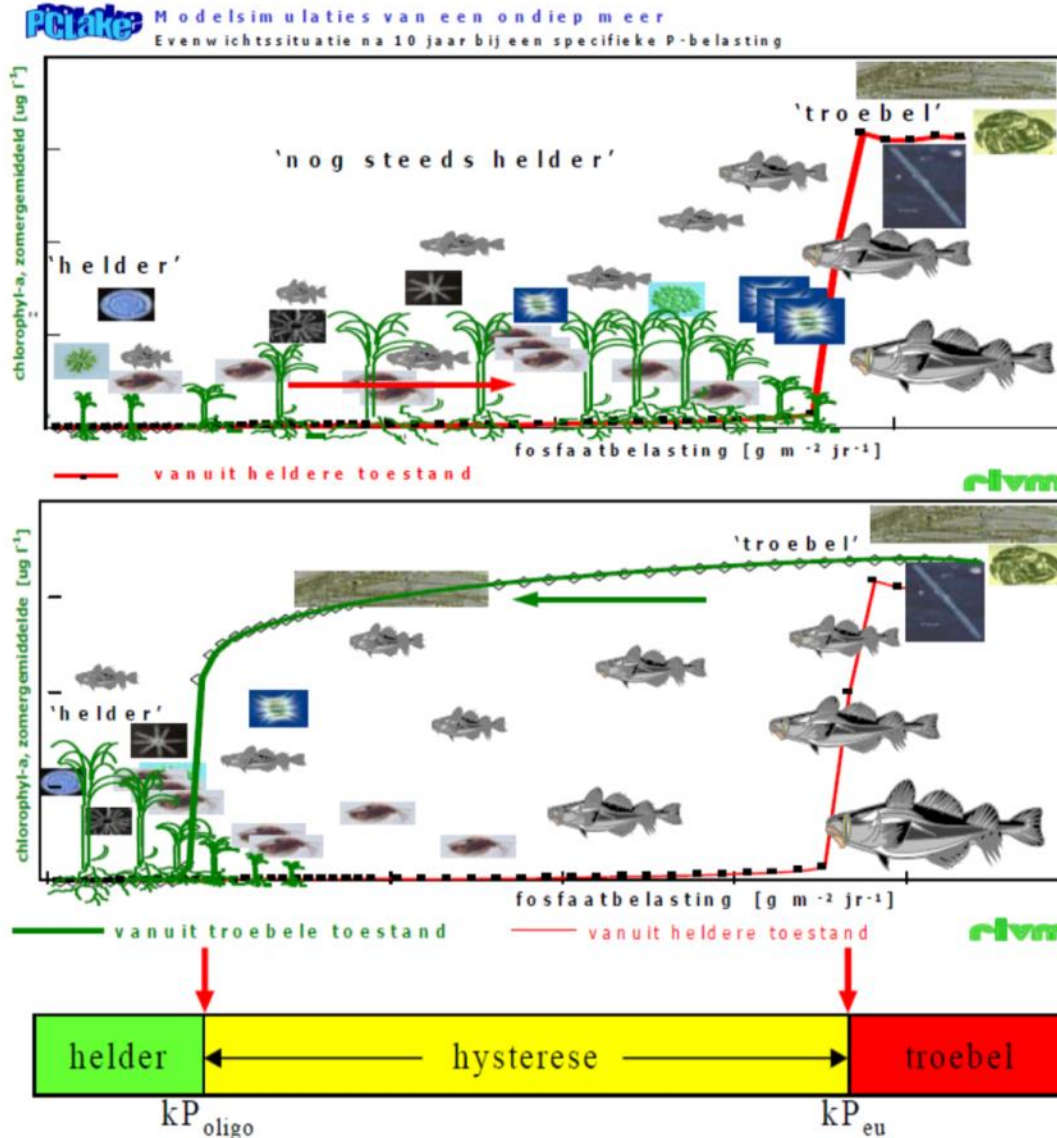 PCLake Modelsimulaties van een ondiep meer
Evenwichtssituatie na 10 jaar bij een specifieke P-belasting
chlorophyl-a, zomergemiddeld [ug l⁻¹]
'troebel'
'nog steeds helder'
'helder'
fosfaatbelasting [g m⁻² jr⁻¹]
vanuit heldere toestand
rivm
chlorophyl-a, zomergemiddelde [ug l⁻¹]
'troebel'
'helder'
fosfaatbelasting [g m⁻² jr⁻¹]
vanuit troebele toestand
vanuit heldere toestand
rivm
helder
hysterese
troebel
kP_oligo
kP_eu